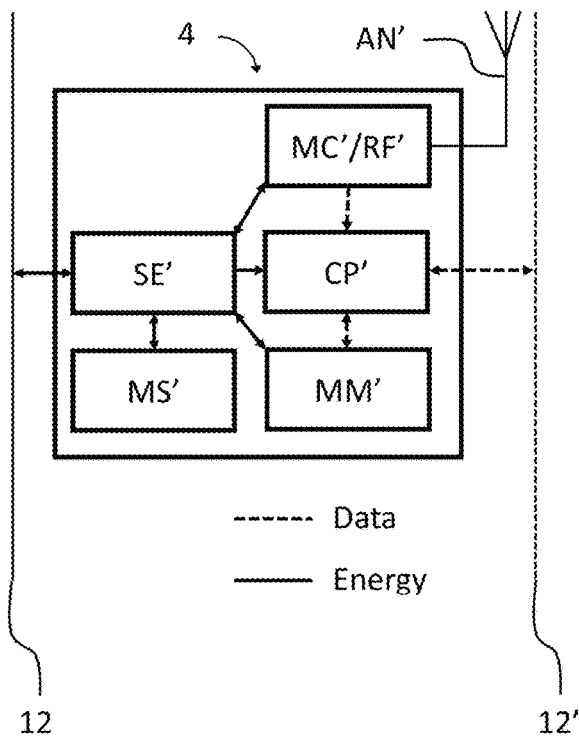 4
AN'
MC'/RF'
SE'
CP'
MS'
MM'
Data
Energy
12
12'